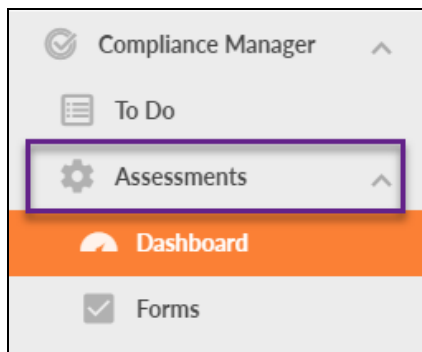 Compliance Manager
To Do
Assessments
Dashboard
Forms